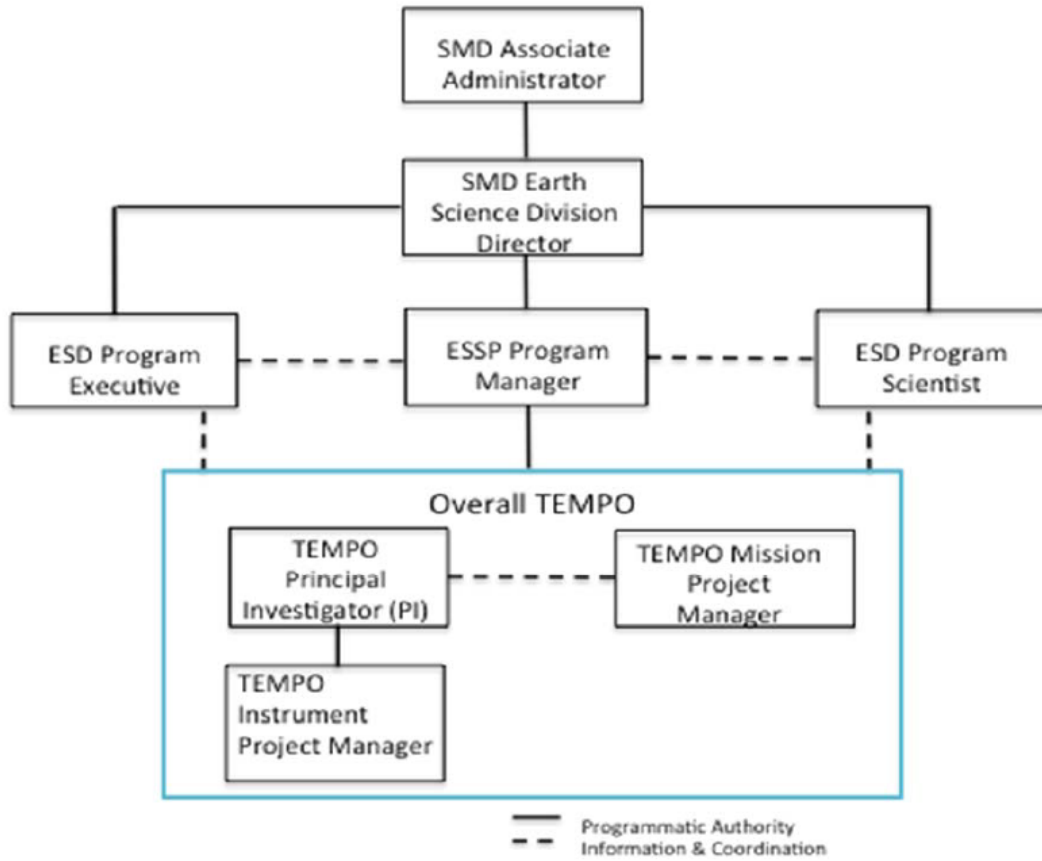 SMD Associate
Administrator
SMD Earth
Science Division
Director
ESD Program
Executive
ESSP Program
Manager
ESD Program
Scientist
Overall TEMPO
TEMPO
Principal
Investigator (PI)
TEMPO Mission
Project
Manager
TEMPO
Instrument
Project Manager
Programmatic Authority
Information & Coordination